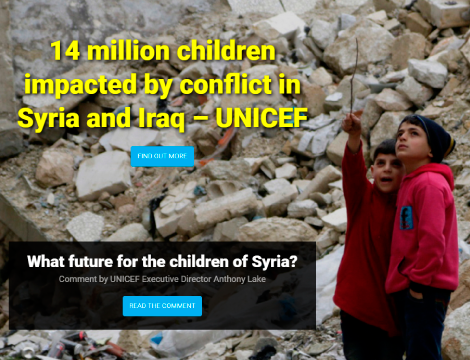 14 million children
impacted by conflict in
Syria and Iraq – UNICEF
FIND OUT MORE
What future for the children of Syria?
Comment by UNICEF Executive Director Anthony Lake
READ THE COMMENT